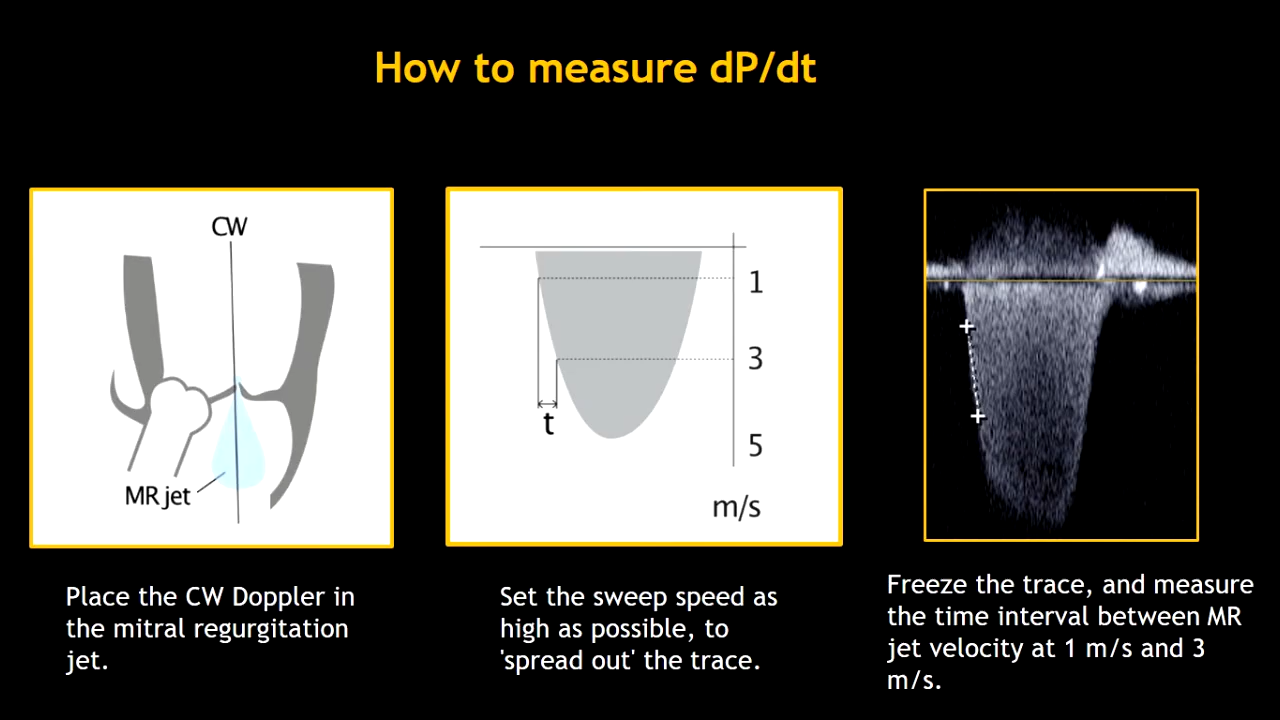 How to measure dP/dt
CW
MR jet
1
3
t
5
m/s
Place the CW Doppler in
the mitral regurgitation
jet.
Set the sweep speed as
high as possible, to
'spread out' the trace.
Freeze the trace, and measure
the time interval between MR
jet velocity at 1 m/s and 3
m/s.